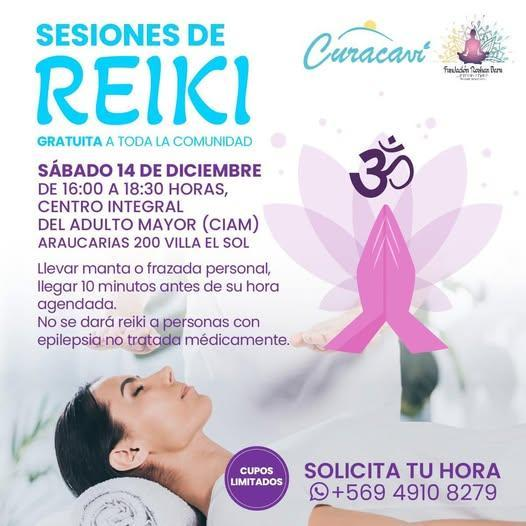 SESIONES DE
REIKI
GRATUITA A TODA LA COMUNIDAD
Curacaví
SÁBADO 14 DE DICIEMBRE
DE 16:00 A 18:30 HORAS,
CENTRO INTEGRAL
DEL ADULTO MAYOR (CIAM)
ARAUCARIAS 200 VILLA EL SOL
Llevar manta o frazada personal,
llegar 10 minutos antes de su hora
agendada.
No se dará reiki a personas con
epilepsia no tratada médicamente.
ॐ
CUPOS
LIMITADOS
SOLICITA TU HORA
+569 4910 8279